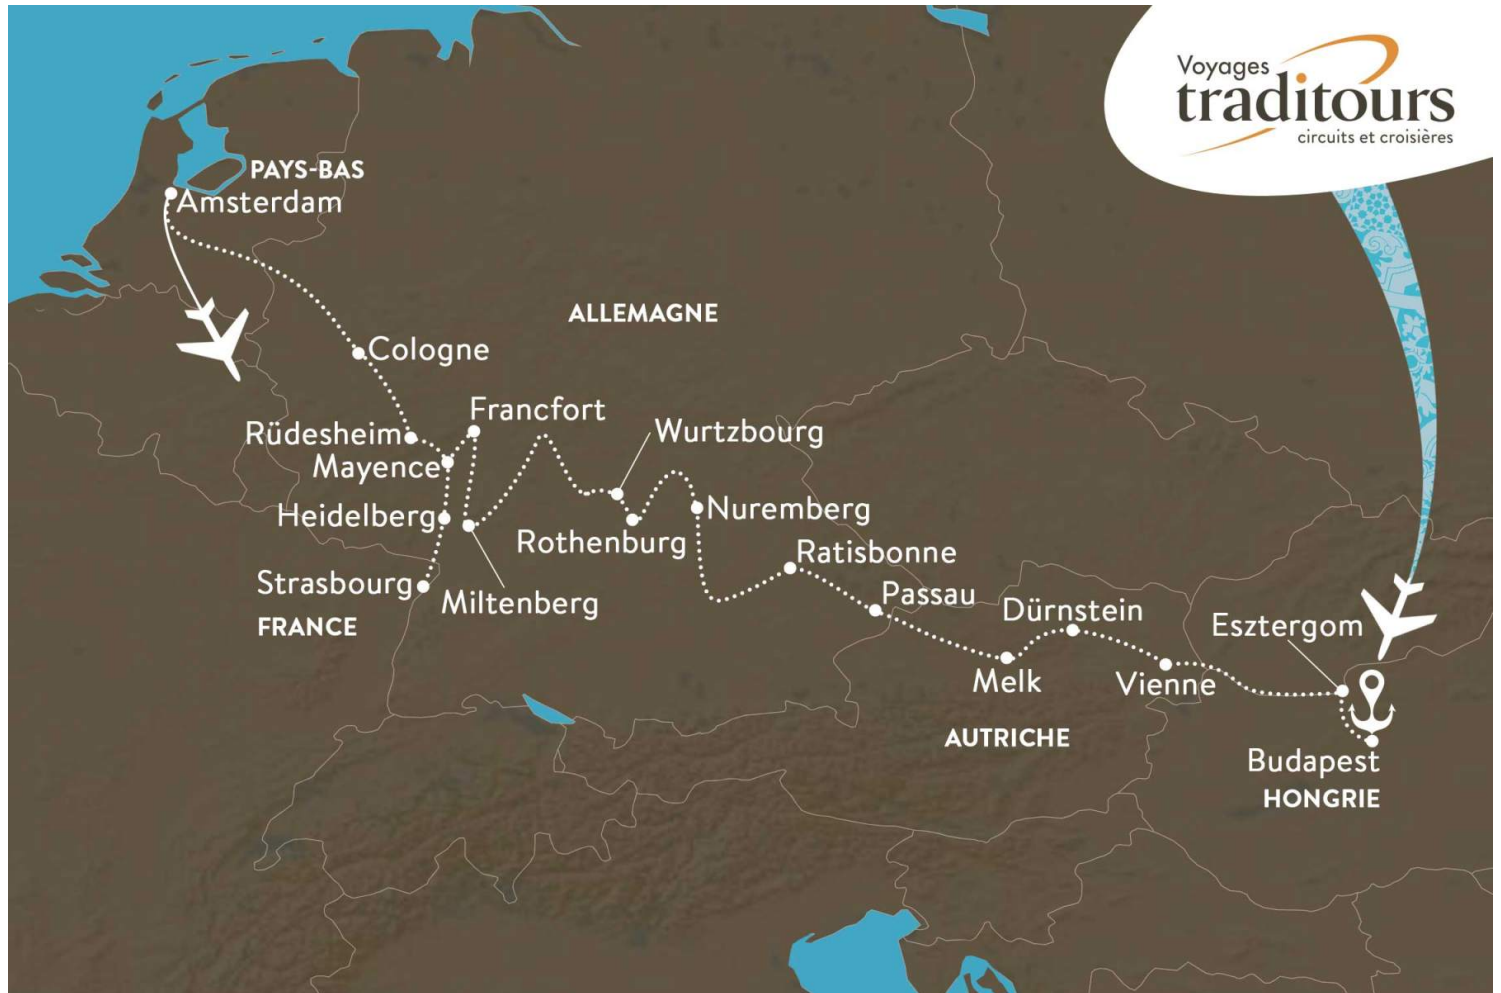 Voyages
traditours
circuits et croisières
PAYS-BAS
Amsterdam
ALLEMAGNE
Cologne
Francfort
Rüdesheim
Wurtzbourg
Mayence
Heidelberg
Nuremberg
Rothenburg
Ratisbonne
Strasbourg
Miltenberg
Passau
FRANCE
Dürnstein
Esztergom
Melk
Vienne
AUTRICHE
Budapest
HONGRIE